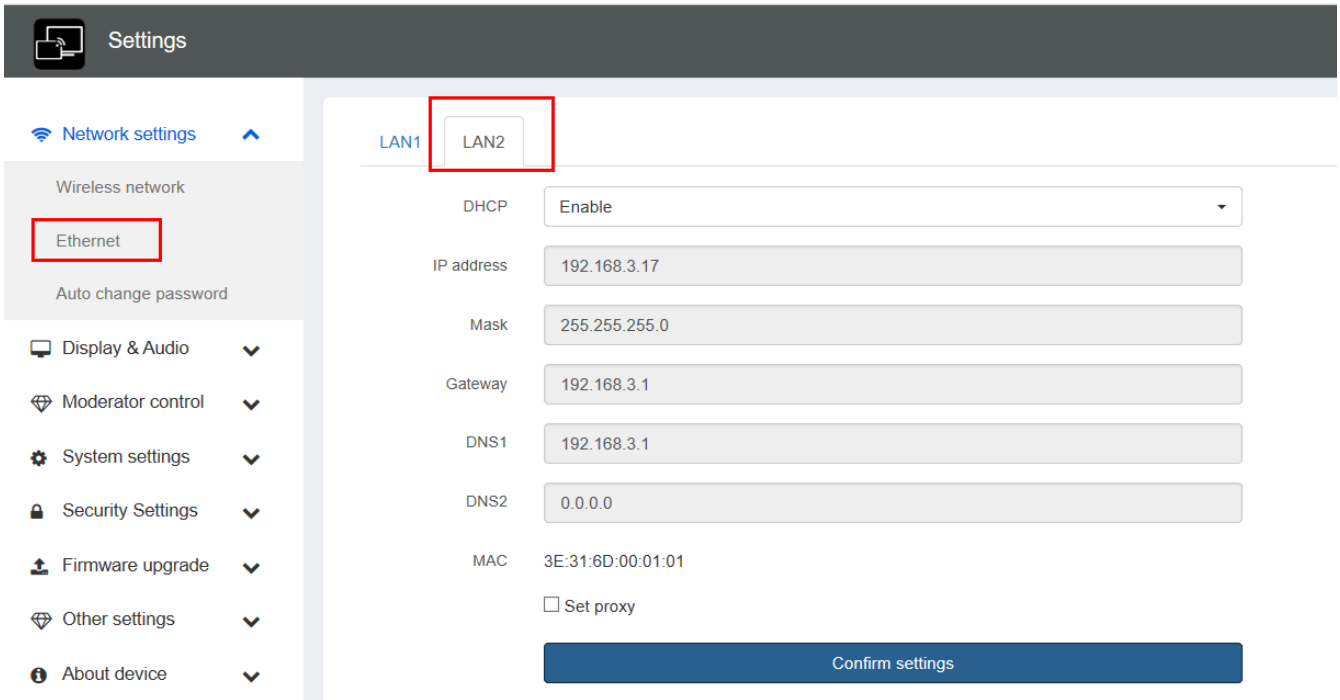 Settings
Network settings
Wireless network
Ethernet
Auto change password
Display & Audio
Moderator control
System settings
Security Settings
Firmware upgrade
Other settings
About device
LAN1 LAN2
DHCP Enable
IP address 192.168.3.17
Mask 255.255.255.0
Gateway 192.168.3.1
DNS1 192.168.3.1
DNS2 0.0.0.0
MAC 3E:31:6D:00:01:01
Set proxy
Confirm settings